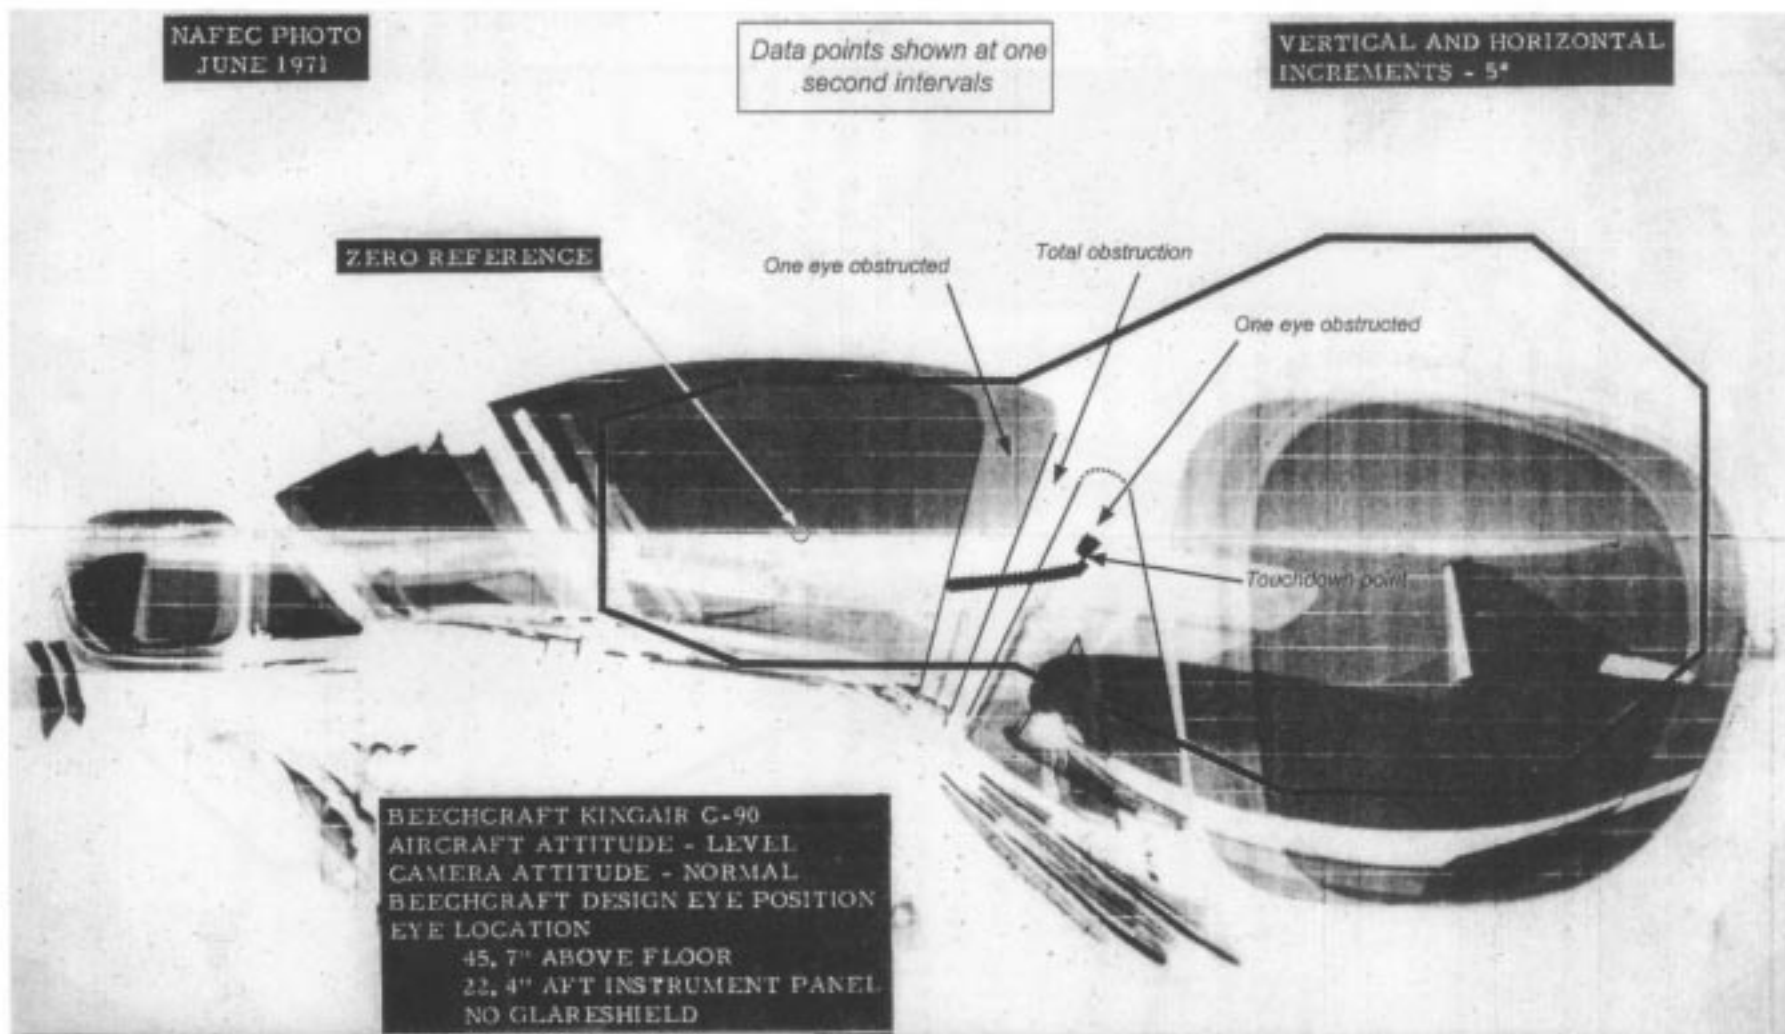 NAFEC PHOTO
JUNE 1971
Data points shown at one
second intervals
VERTICAL AND HORIZONTAL
INCREMENTS - 5°
ZERO REFERENCE
One eye obstructed
Total obstruction
One eye obstructed
Touchdown point
BEECHCRAFT KINGAIR C-90
AIRCRAFT ATTITUDE - LEVEL
CAMERA ATTITUDE - NORMAL
BEECHCRAFT DESIGN EYE POSITION
EYE LOCATION
45.7" ABOVE FLOOR
22.4" AFT INSTRUMENT PANEL
NO GLARESHIELD